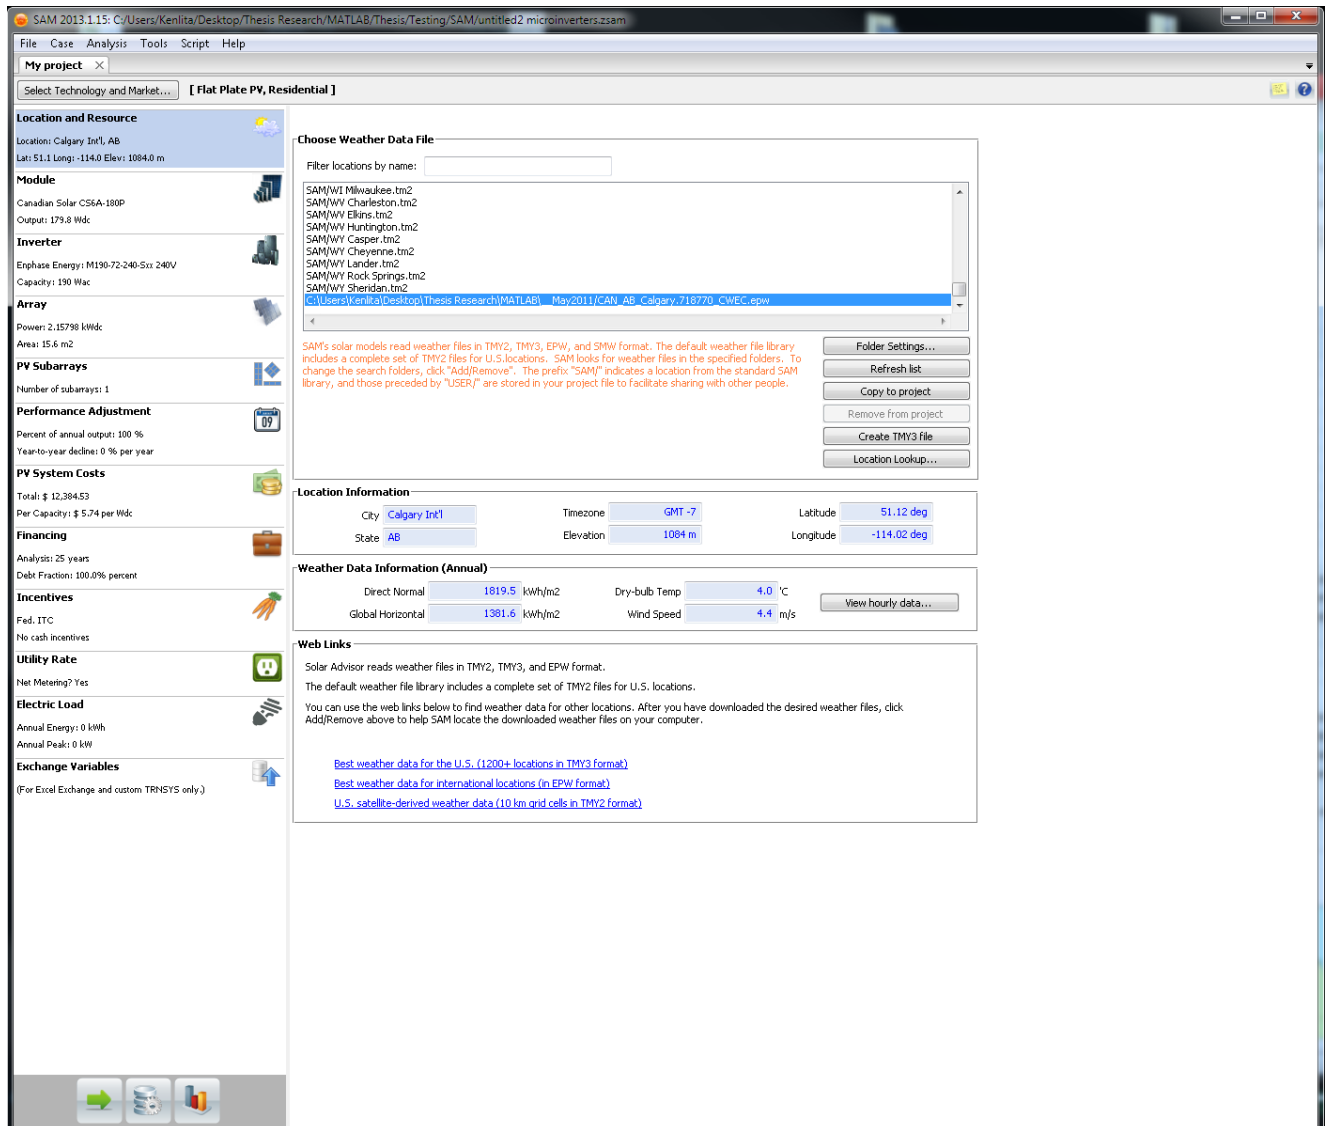 SAM 2013.1.15: C:/Users/Kenlita/Desktop/Thesis Research/MATLAB/Thesis/Testing/SAM/untitled2 microinverters.zsam
File Case Analysis Tools Script Help
My project
Select Technology and Market... [ Flat Plate PV, Residential ]
Location and Resource
Location: Calgary Int'l, AB
Lat: 51.1 Long: -114.0 Elev: 1084.0 m
Module
Canadian Solar CS6A-180P
Output: 179.8 Wdc
Inverter
Enphase Energy: M190-72-240-Sxx 240V
Capacity: 190 Wac
Array
Power: 2.15798 kWdc
Area: 15.6 m2
PV Subarrays
Number of subarrays: 1
Performance Adjustment
09
Percent of annual output: 100 %
Year-to-year decline: 0 % per year
PV System Costs
Total: $ 12,384.53
Per Capacity: $ 5.74 per Wdc
Financing
Analysis: 25 years
Debt Fraction: 100.0% percent
Incentives
Fed. ITC
No cash incentives
Utility Rate
Net Metering? Yes
Electric Load
Annual Energy: 0 kWh
Annual Peak: 0 kW
Exchange Variables
(For Excel Exchange and custom TRNSYS only.)
Choose Weather Data File
Filter locations by name:
SAM/WI Milwaukee.tm2
SAM/WV Charleston.tm2
SAM/WV Elkins.tm2
SAM/WV Huntington.tm2
SAM/WY Casper.tm2
SAM/WY Cheyenne.tm2
SAM/WY Lander.tm2
SAM/WY Rock Springs.tm2
SAM/WY Sheridan.tm2
C:\Users\Kenlita\Desktop\Thesis Research\MATLAB\__May2011/CAN_AB_Calgary.718770_CWEC.epw
SAM's solar models read weather files in TMY2, TMY3, EPW, and SMW format. The default weather file library
includes a complete set of TMY2 files for U.S.locations. SAM looks for weather files in the specified folders. To
change the search folders, click "Add/Remove". The prefix "SAM/" indicates a location from the standard SAM
library, and those preceded by "USER/" are stored in your project file to facilitate sharing with other people.
Folder Settings...
Refresh list
Copy to project
Remove from project
Create TMY3 file
Location Lookup...
Location Information
City Calgary Int'l Timezone GMT -7 Latitude 51.12 deg
State AB Elevation 1084 m Longitude -114.02 deg
Weather Data Information (Annual)
Direct Normal 1819.5 kWh/m2 Dry-bulb Temp 4.0 'C
Global Horizontal 1381.6 kWh/m2 Wind Speed 4.4 m/s
View hourly data...
Web Links
Solar Advisor reads weather files in TMY2, TMY3, and EPW format.
The default weather file library includes a complete set of TMY2 files for U.S. locations.
You can use the web links below to find weather data for other locations. After you have downloaded the desired weather files, click
Add/Remove above to help SAM locate the downloaded weather files on your computer.
Best weather data for the U.S. (1200+ locations in TMY3 format)
Best weather data for international locations (in EPW format)
U.S. satellite-derived weather data (10 km grid cells in TMY2 format)